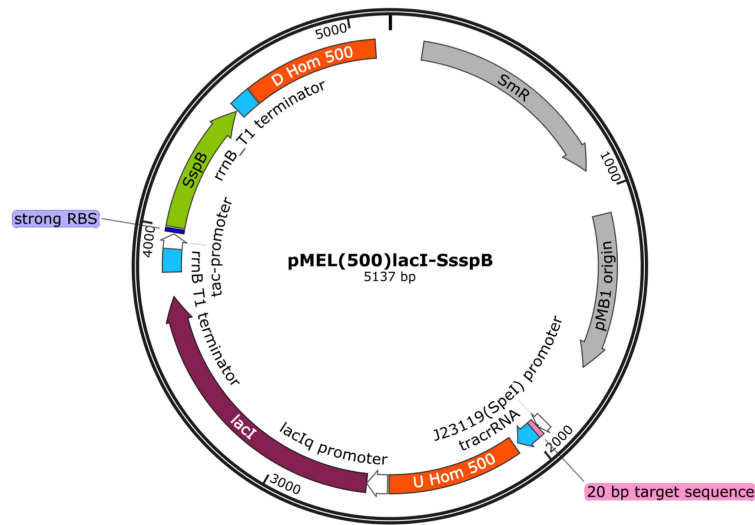 5000
D Hom 500
SmR
rrnB_T1 terminator
SspB
1000
strong RBS
4000
tac-promoter
pMEL(500)lacI-SsspB
5137 bp
pMB1 origin
rrnB T1 terminator
J23119(SpeI) promoter
tracrRNA
lacI
lacIq promoter
2000
U Hom 500
3000
20 bp target sequence